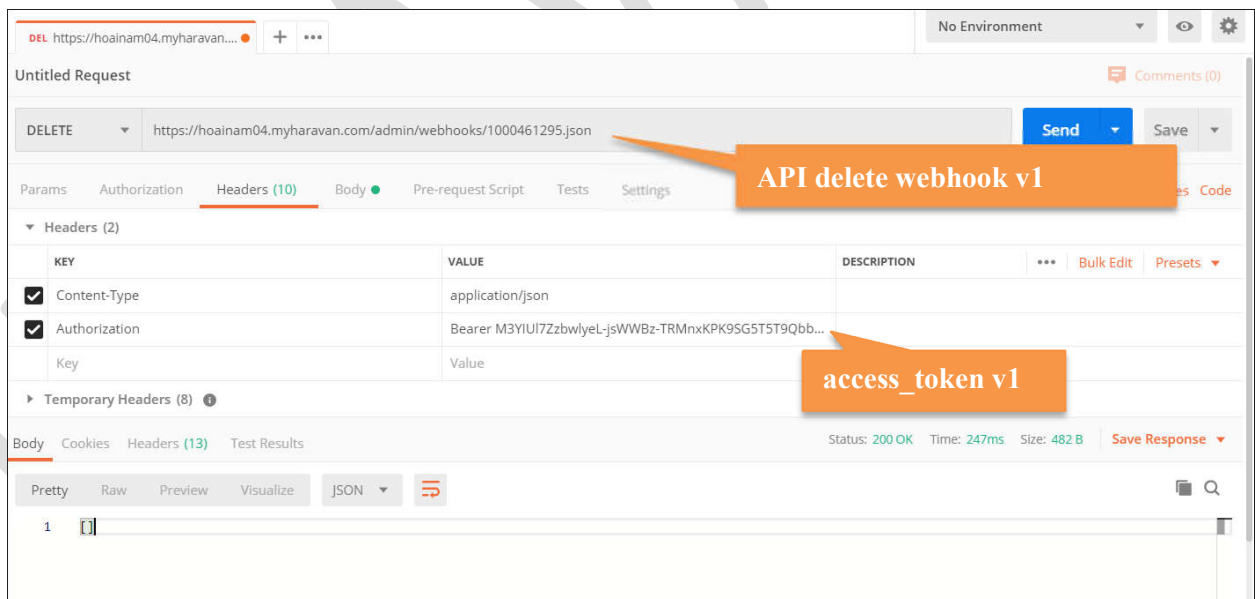 DEL https://hoainam04.myharavan.... + •••
No Environment
Untitled Request
Comments (0)
DELETE https://hoainam04.myharavan.com/admin/webhooks/1000461295.json
Send Save
API delete webhook v1
Params Authorization Headers (10) Body Pre-request Script Tests Settings Code
Headers (2)
KEY VALUE DESCRIPTION ••• Bulk Edit Presets
Content-Type application/json
Authorization
Key Value
access_token v1
Temporary Headers (8)
Body Cookies Headers (13) Test Results Status: 200 OK Time: 247ms Size: 482 B Save Response
Pretty Raw Preview Visualize JSON
1 []